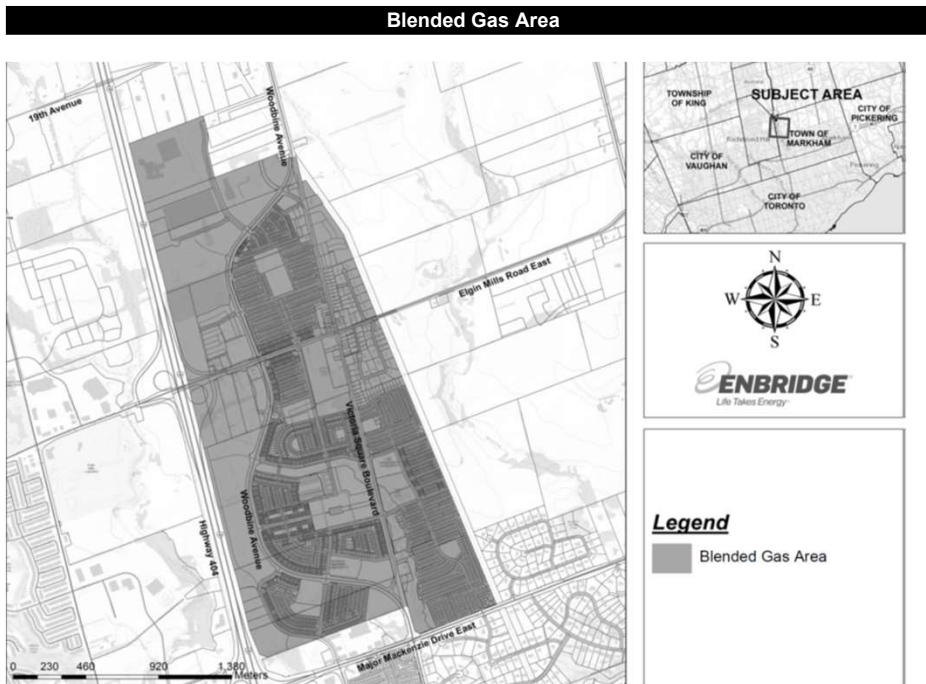 Blended Gas Area
19th Avenue
Woodbine Avenue
Elgin Mills Road East
Victoria Square Boulevard
Woodbine Avenue
Highway 404
Major Mackenzie Drive East
0 230 460 920 1,380
Meters
TOWNSHIP
OF KING
SUBJECT AREA
CITY OF
PICKERING
TOWN OF
MARKHAM
CITY OF
VAUGHAN
CITY OF
TORONTO
N
W E
S
ENBRIDGE
Life Takes Energy
Legend
Blended Gas Area